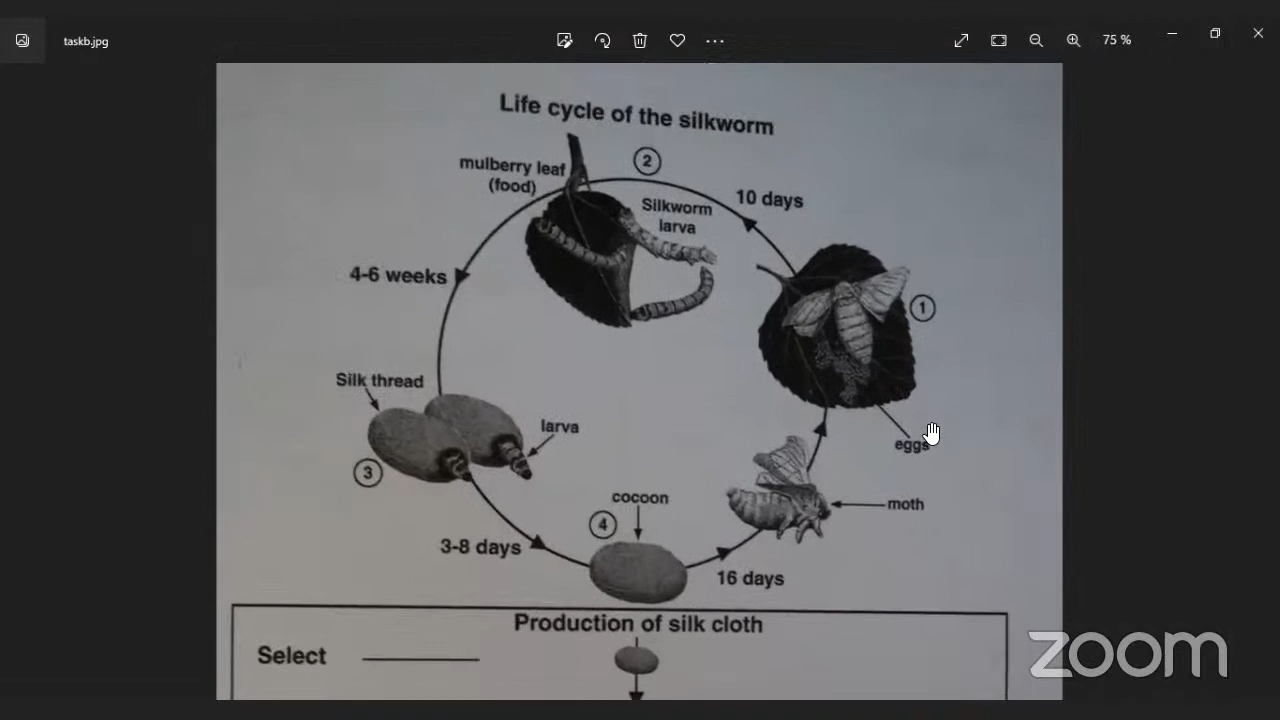 taskb.jpg
75 %
Life cycle of the silkworm
2
mulberry leaf
(food)
10 days
Silkworm
larva
4-6 weeks
1
Silk thread
larva
eggs
3
cocoon
4
moth
3-8 days
16 days
Production of silk cloth
Select
zoom